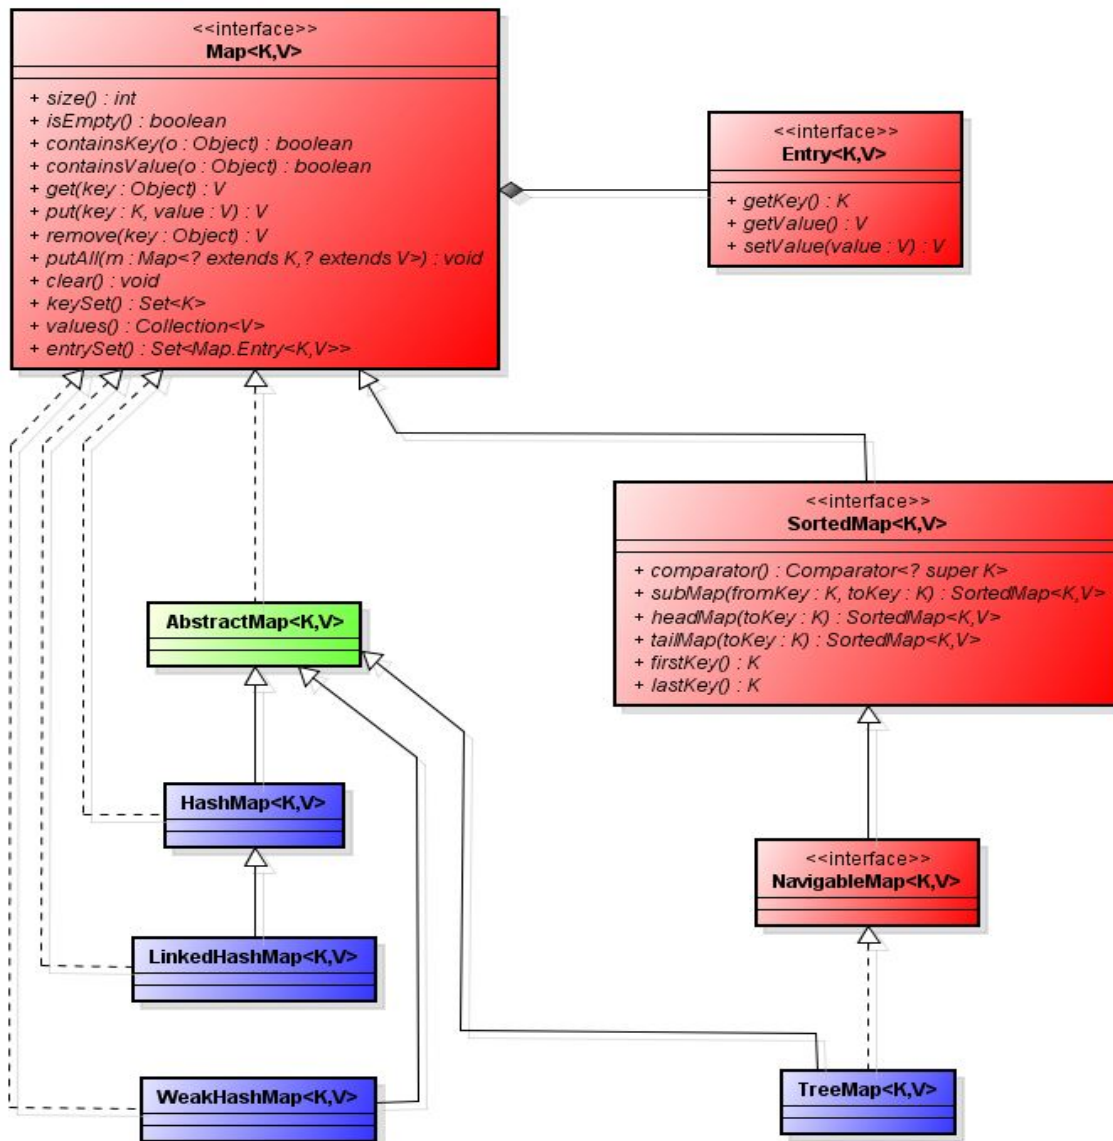 <<interface>>
Map<K,V>
+ size() : int
+ isEmpty() : boolean
+ containsKey(o : Object) : boolean
+ containsValue(o : Object) : boolean
+ get(key : Object) : V
+ put(key : K, value : V) : V
+ remove(key : Object) : V
+ putAll(m : Map<? extends K,? extends V>) : void
+ clear() : void
+ keySet() : Set<K>
+ values() : Collection<V>
+ entrySet() : Set<Map.Entry<K,V>>
<<interface>>
Entry<K,V>
+ getKey() : K
+ getValue() : V
+ setValue(value : V) : V
<<interface>>
SortedMap<K,V>
+ comparator() : Comparator<? super K>
+ subMap(fromKey : K, toKey : K) : SortedMap<K,V>
+ headMap(toKey : K) : SortedMap<K,V>
+ tailMap(toKey : K) : SortedMap<K,V>
+ firstKey() : K
+ lastKey() : K
AbstractMap<K,V>
HashMap<K,V>
<<interface>>
NavigableMap<K,V>
LinkedHashMap<K,V>
WeakHashMap<K,V>
TreeMap<K,V>